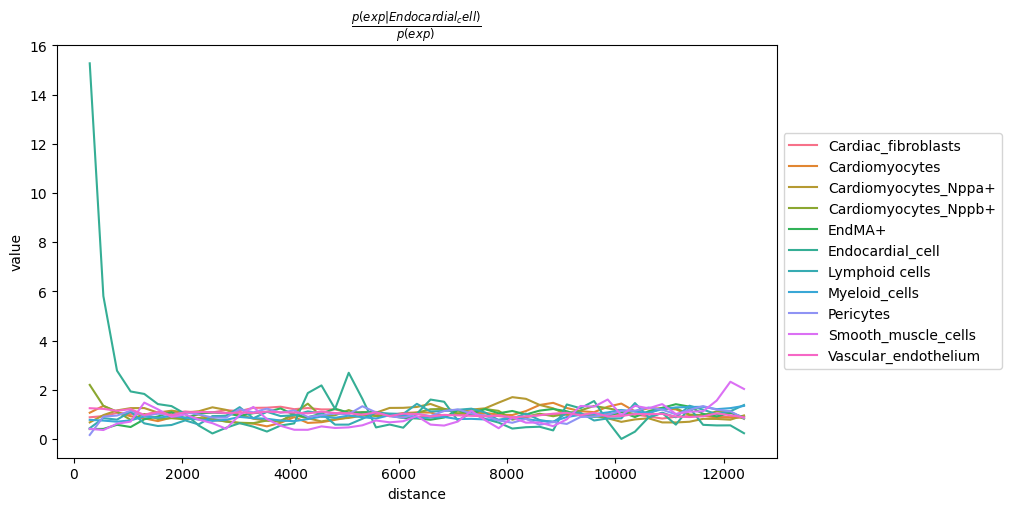 p(exp|Endocardial_cell)
p(exp)
16
14
12
10
8
6
4
2
0
value
0 2000 4000 6000 8000 10000 12000
distance
Cardiac_fibroblasts
Cardiomyocytes
Cardiomyocytes_Nppa+
Cardiomyocytes_Nppb+
EndMA+
Endocardial_cell
Lymphoid cells
Myeloid_cells
Pericytes
Smooth_muscle_cells
Vascular_endothelium